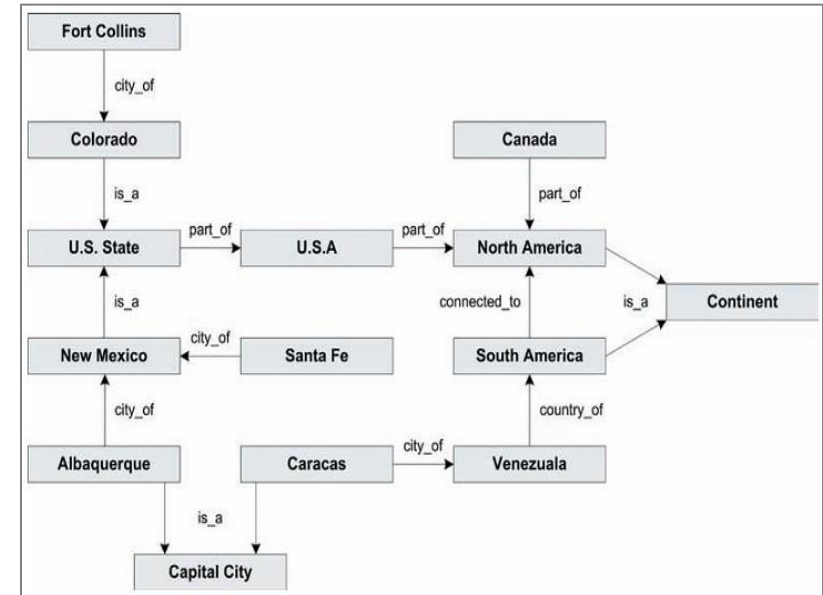 Fort Collins
city_of
Colorado
Canada
is_a
part_of
U.S. State
part_of
U.S.A
part_of
North America
is_a
connected_to
is_a
Continent
New Mexico
city_of
Santa Fe
South America
city_of
country_of
Albaquerque
Caracas
city_of
Venezuala
is_a
Capital City